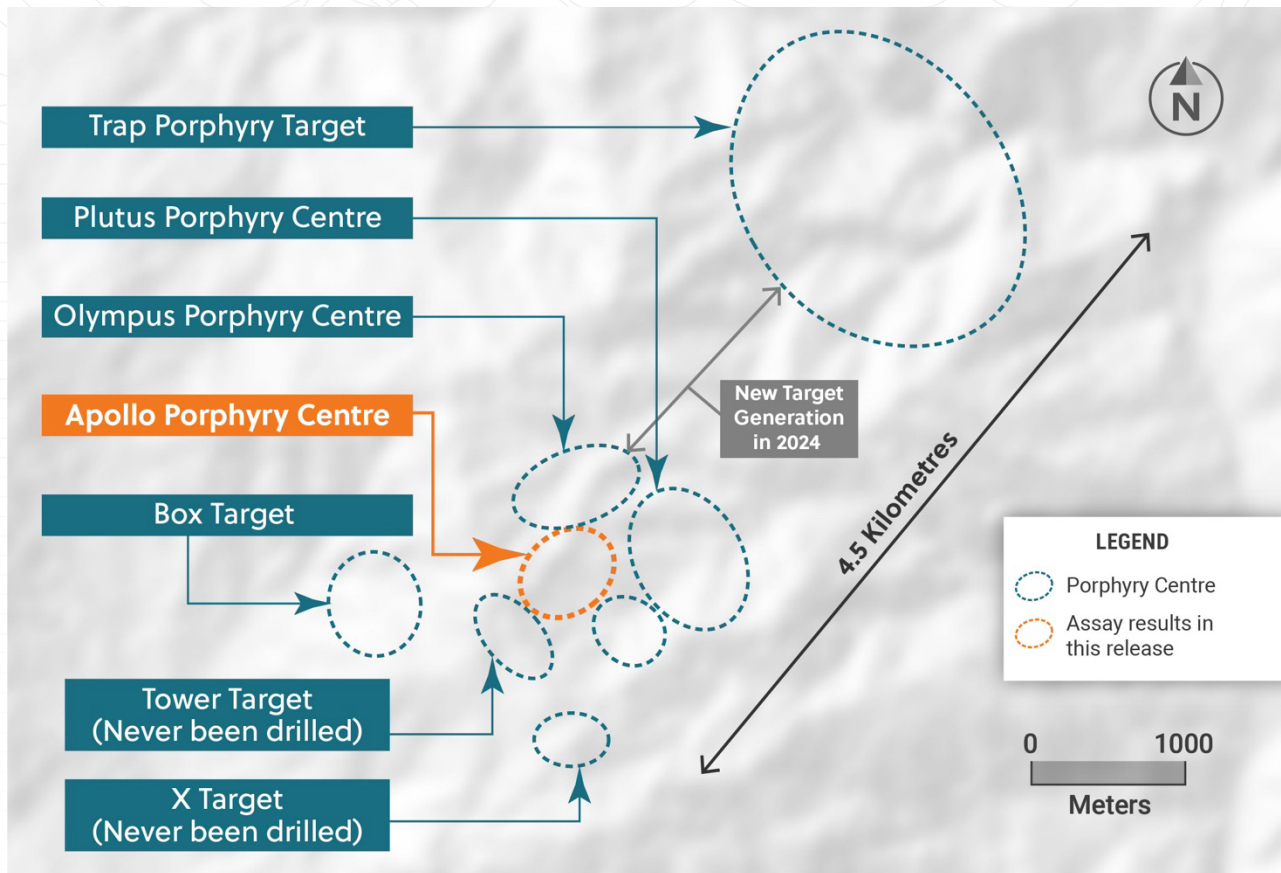 Trap Porphyry Target
Plutus Porphyry Centre
Olympus Porphyry Centre
Apollo Porphyry Centre
Box Target
Tower Target
(Never been drilled)
X Target
(Never been drilled)
N
New Target
Generation
in 2024
4.5 Kilometres
LEGEND
Porphyry Centre
Assay results in
this release
0 1000
Meters